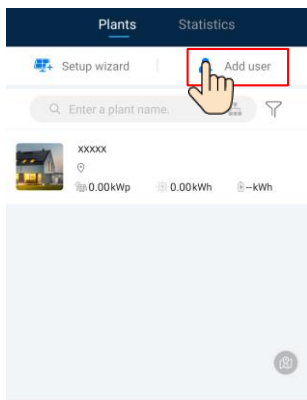 Plants Statistics
Setup wizard Add user
Enter a plant name.
xxxxx
0.00kWp 0.00kWh --kWh